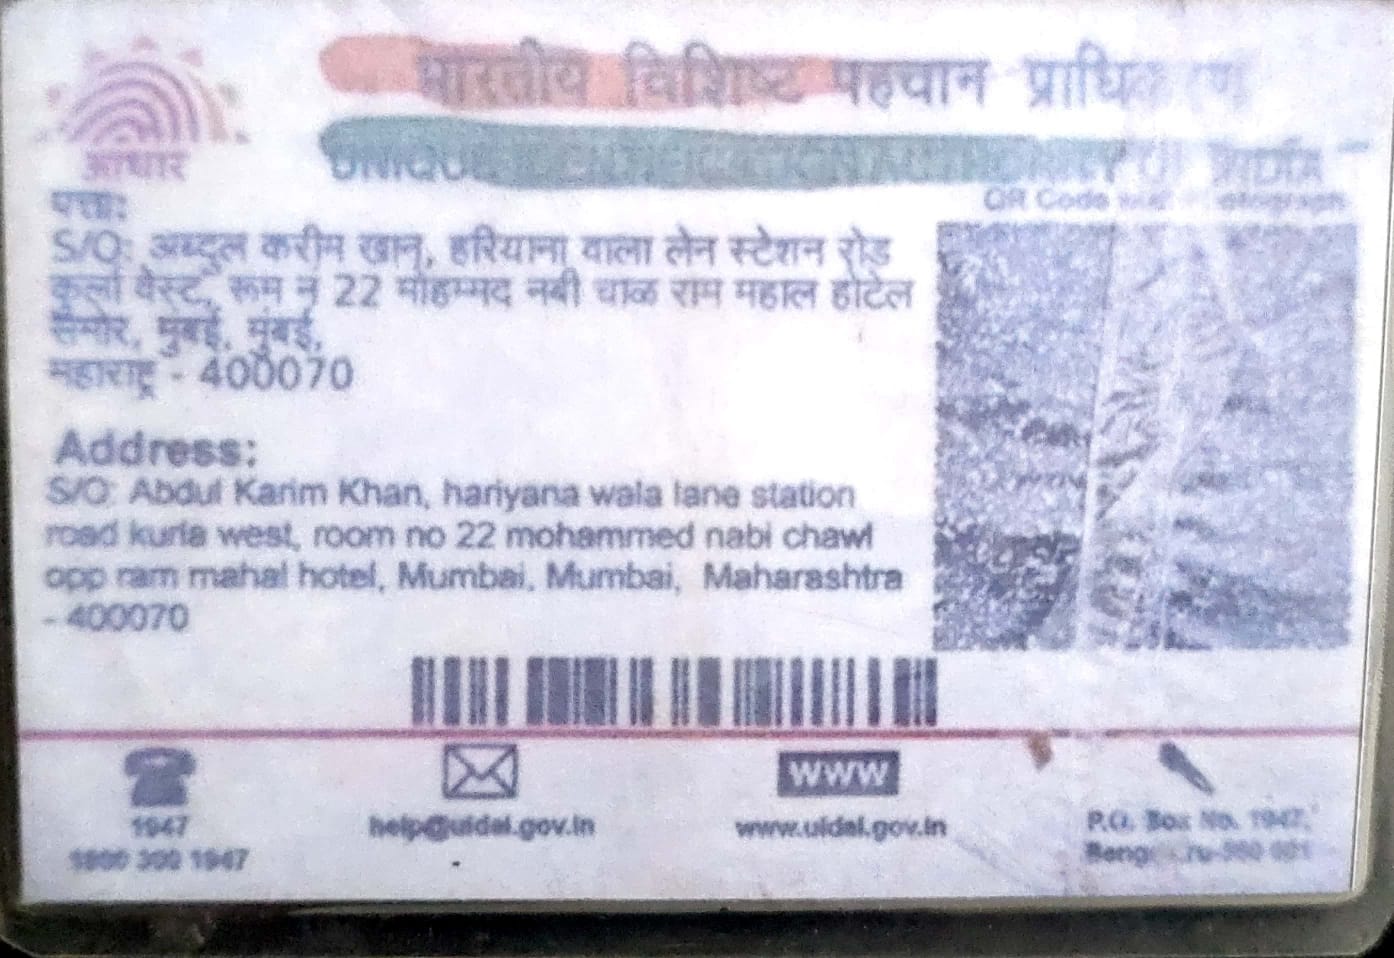 भारतीय विशिष्ट पहचान प्राधिकरण
आधार
UNIQUE
QR Code
पत्ता:
S/O: अब्दुल करीम खान, हरियाना वाला लेन स्टेशन रोड
कुर्ला वेस्ट, रूम न 22 मोहम्मद नबी चाळ राम महाल होटेल
समोर, मुंबई, मुंबई,
महाराष्ट्र - 400070
Address:
S/O: Abdul Karim Khan, hariyana wala lane station
road kurla west, room no 22 mohammed nabi chawl
opp ram mahal hotel, Mumbai, Mumbai, Maharashtra
- 400070
WWW
1947
1800 300 1947
help@uidai.gov.in
www.uidai.gov.in
P.O. Box No. 1947,